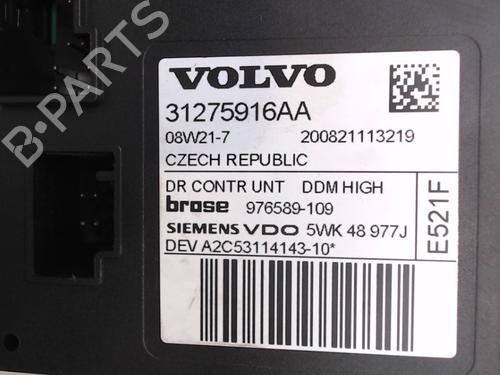 B-PARTS
VOLVO
31275916AA
08W21-7 200821113219
CZECH REPUBLIC
DR CONTR UNT DDM HIGH
brose 976589-109
SIEMENS VDO 5WK 48 977J
DEV A2C53114143-10*
E521F